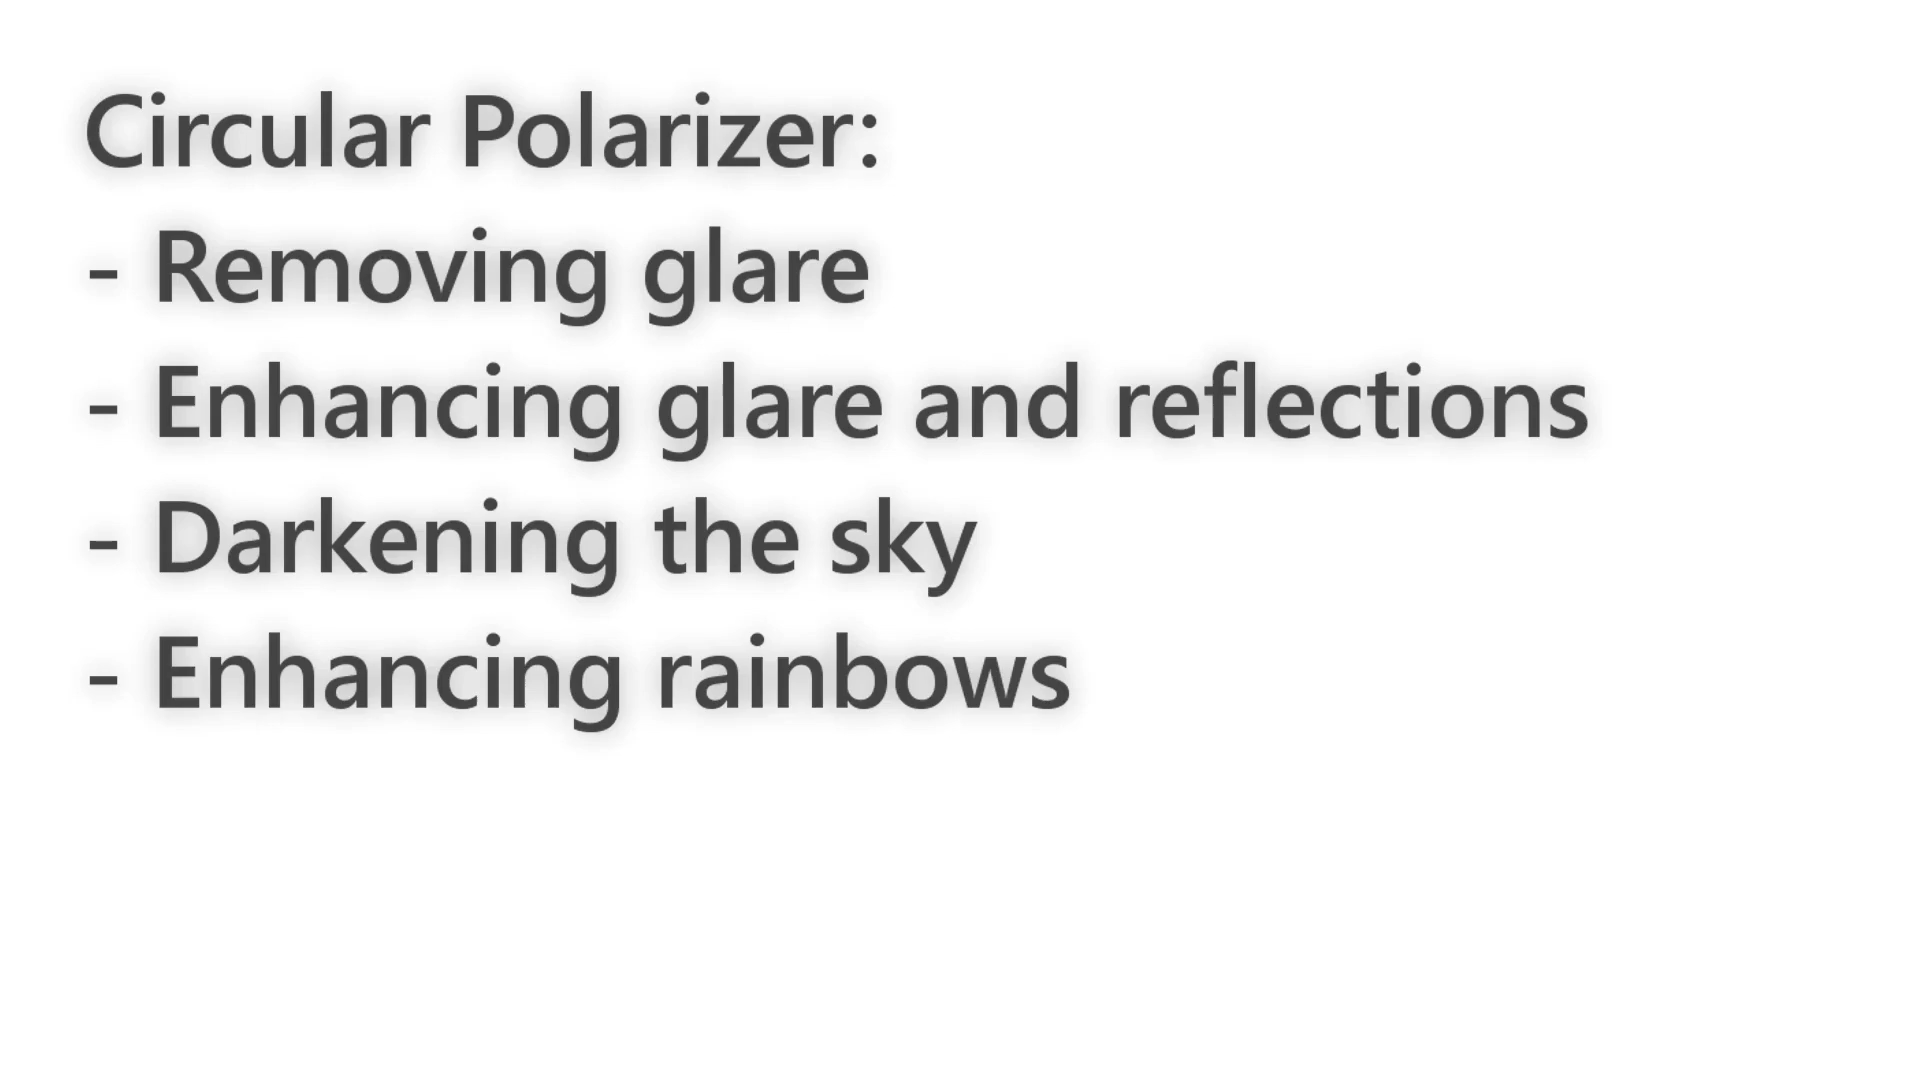 Circular Polarizer:
- Removing glare
- Enhancing glare and reflections
- Darkening the sky
- Enhancing rainbows